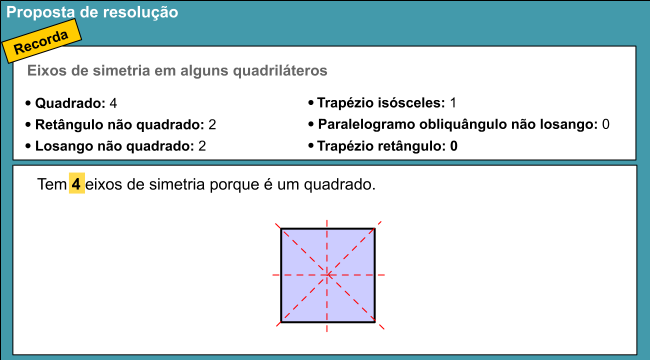 Proposta de resolução
Recorda
Eixos de simetria em alguns quadriláteros
• Quadrado: 4
• Retângulo não quadrado: 2
• Losango não quadrado: 2
• Trapézio isósceles: 1
• Paralelogramo obliquângulo não losango: 0
• Trapézio retângulo: 0
Tem 4 eixos de simetria porque é um quadrado.